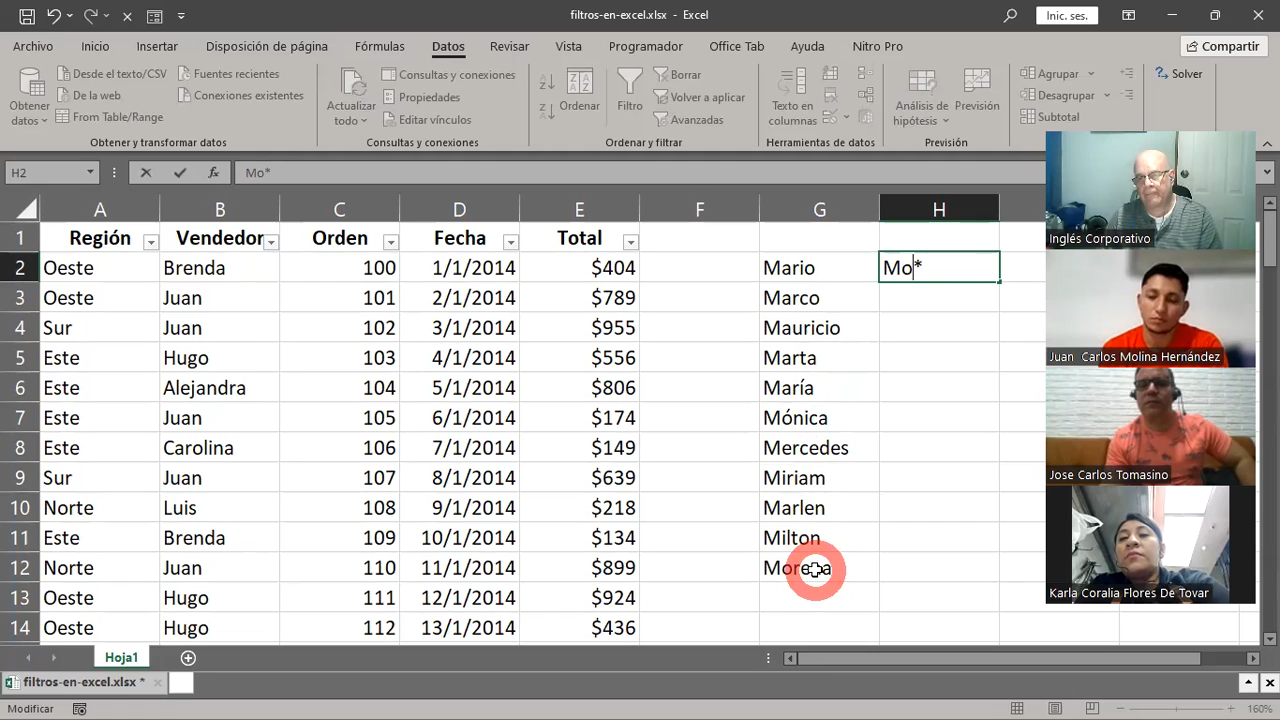 filtros-en-excel.xlsx - Excel
Inic. ses.
Archivo Inicio Insertar Disposición de página Fórmulas Datos Revisar Vista Programador Office Tab Ayuda Nitro Pro Compartir
Obtener datos
Desde el texto/CSV
De la web
From Table/Range
Fuentes recientes
Conexiones existentes
Obtener y transformar datos
Actualizar todo
Consultas y conexiones
Propiedades
Editar vínculos
Consultas y conexiones
Ordenar
Filtro
Borrar
Volver a aplicar
Avanzadas
Ordenar y filtrar
Texto en columnas
Herramientas de datos
Análisis de hipótesis
Previsión
Previsión
Agrupar
Desagrupar
Subtotal
Solver
H2 fx Mo*
A B C D E F G H
1 Región Vendedor Orden Fecha Total
2 Oeste Brenda 100 1/1/2014 $404 Mario Mo*
3 Oeste Juan 101 2/1/2014 $789 Marco
4 Sur Juan 102 3/1/2014 $955 Mauricio
5 Este Hugo 103 4/1/2014 $556 Marta
6 Este Alejandra 104 5/1/2014 $806 María
7 Este Juan 105 6/1/2014 $174 Mónica
8 Este Carolina 106 7/1/2014 $149 Mercedes
9 Sur Juan 107 8/1/2014 $639 Miriam
10 Norte Luis 108 9/1/2014 $218 Marlen
11 Este Brenda 109 10/1/2014 $134 Milton
12 Norte Juan 110 11/1/2014 $899 Morena
13 Oeste Hugo 111 12/1/2014 $924
14 Oeste Hugo 112 13/1/2014 $436
Inglés Corporativo
Juan Carlos Molina Hernández
Jose Carlos Tomasino
Karla Coralia Flores De Tovar
Hoja1
filtros-en-excel.xlsx *
Modificar
160%